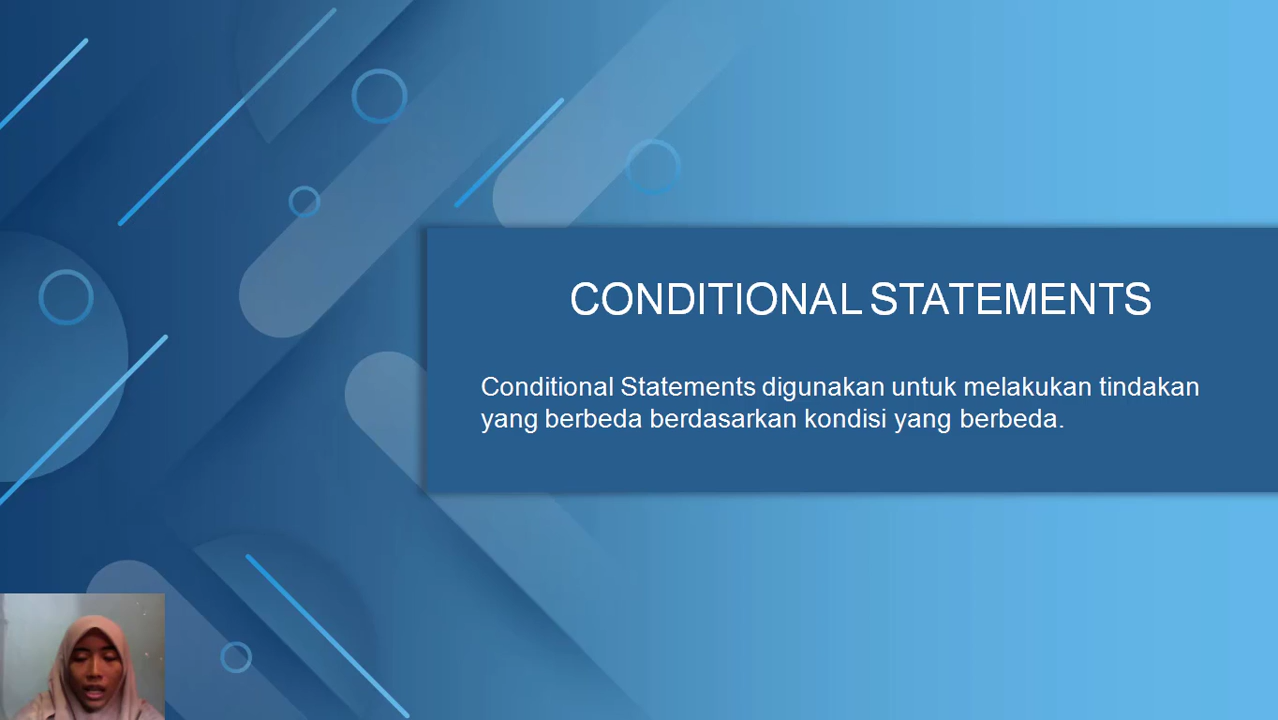 CONDITIONAL STATEMENTS
Conditional Statements digunakan untuk melakukan tindakan
yang berbeda berdasarkan kondisi yang berbeda.